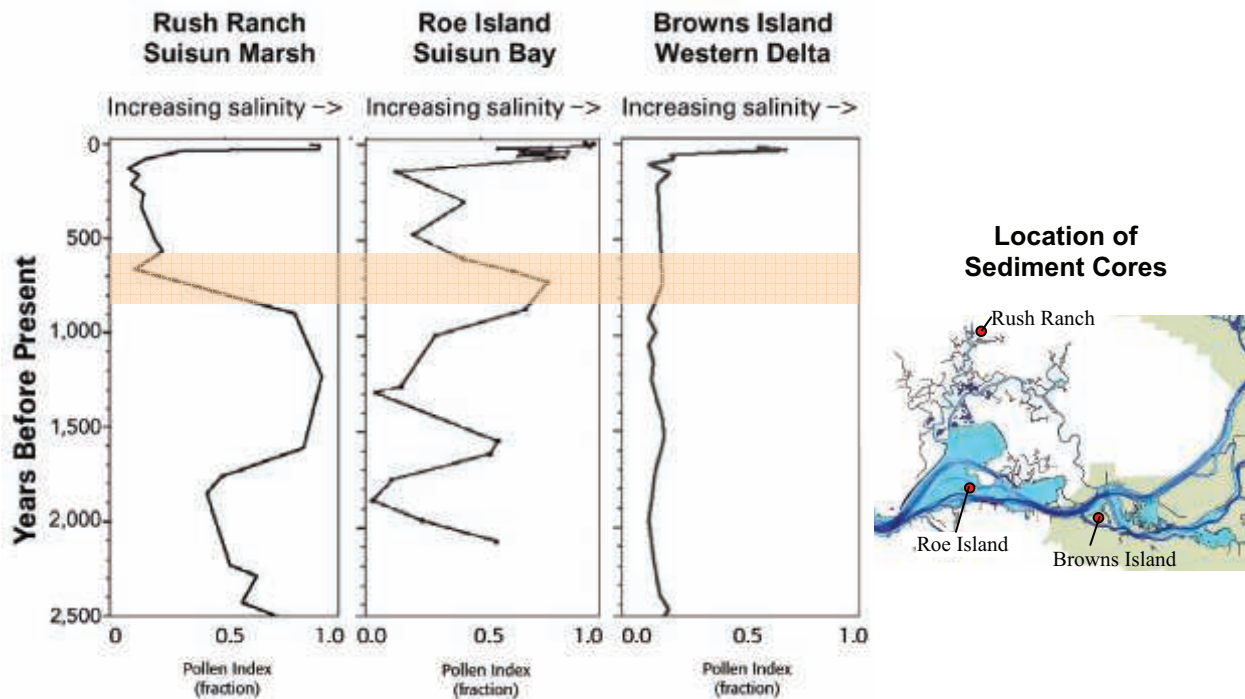 Rush Ranch
Suisun Marsh
Roe Island
Suisun Bay
Browns Island
Western Delta
Increasing salinity –>
Increasing salinity –>
Increasing salinity –>
Years Before Present
0
500
1,000
1,500
2,000
2,500
0
0.5
1.0
0.0
0.5
1.0
0.0
0.5
1.0
Pollen Index
(fraction)
Pollen Index
(fraction)
Pollen Index
(fraction)
Location of
Sediment Cores
Rush Ranch
Roe Island
Browns Island